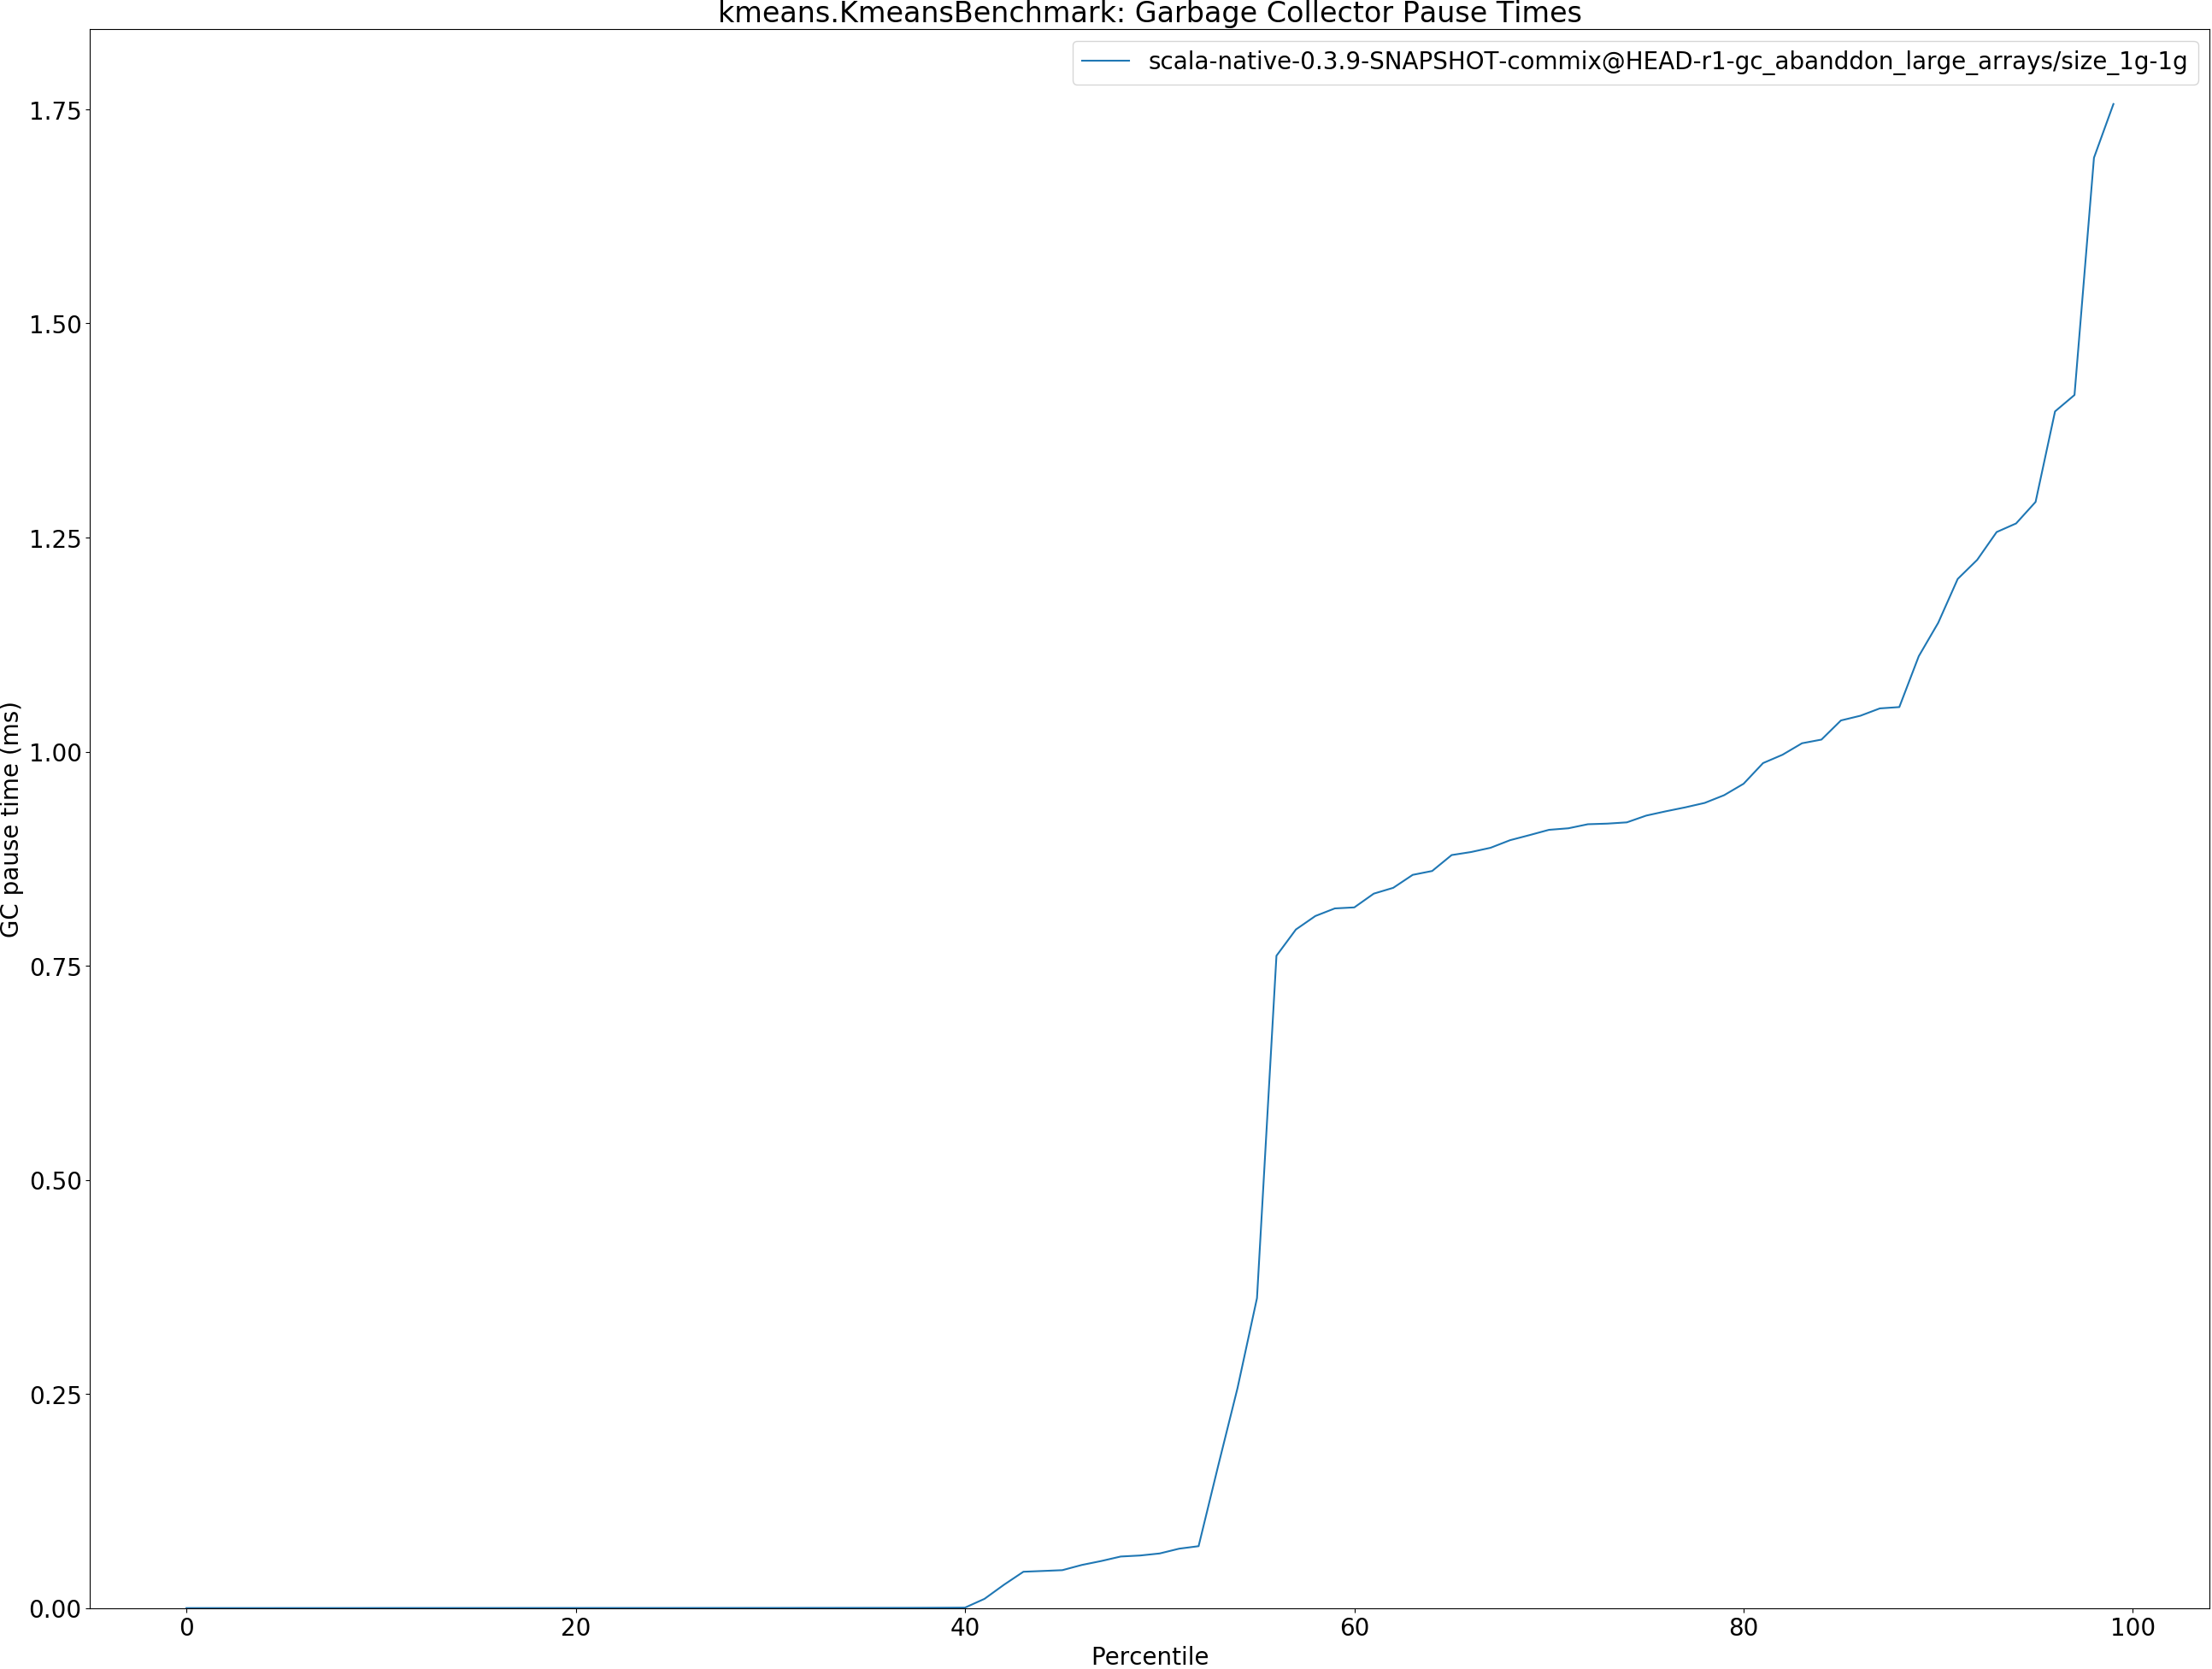 kmeans.KmeansBenchmark: Garbage Collector Pause Times
scala-native-0.3.9-SNAPSHOT-commix@HEAD-r1-gc_abanddon_large_arrays/size_1g-1g
GC pause time (ms)
1.75
1.50
1.25
1.00
0.75
0.50
0.25
0.00
0 20 40 60 80 100
Percentile